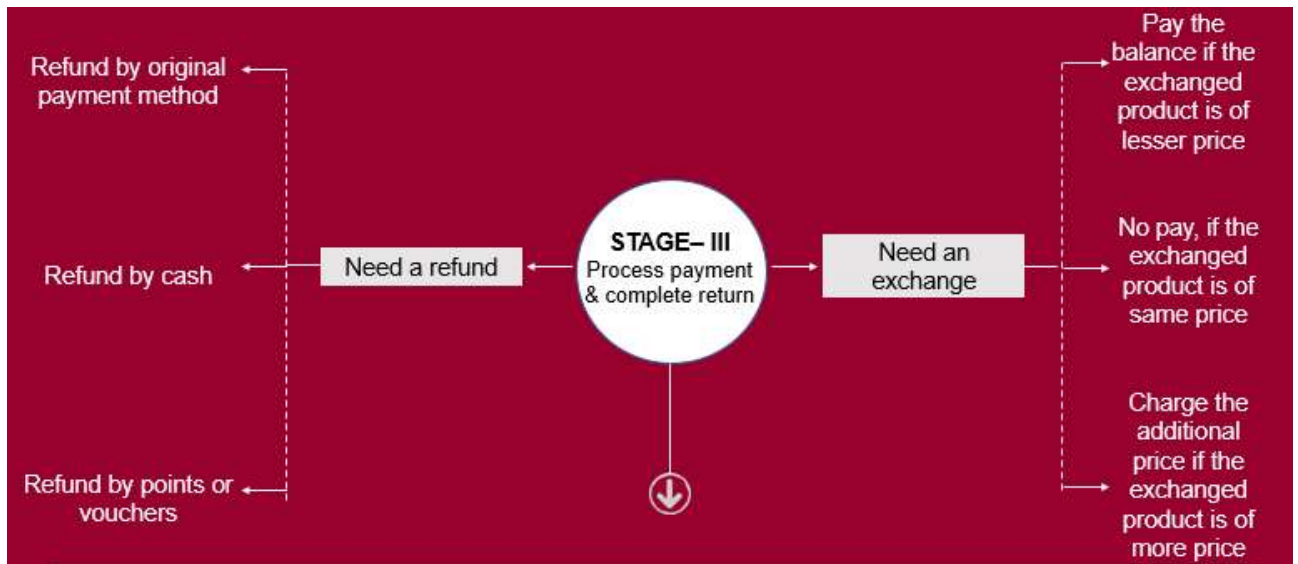 Refund by original
payment method
Refund by cash
Refund by points or
vouchers
Need a refund
STAGE– III
Process payment
& complete return
Need an
exchange
Pay the
balance if the
exchanged
product is of
lesser price
No pay, if the
exchanged
product is of
same price
Charge the
additional
price if the
exchanged
product is of
more price